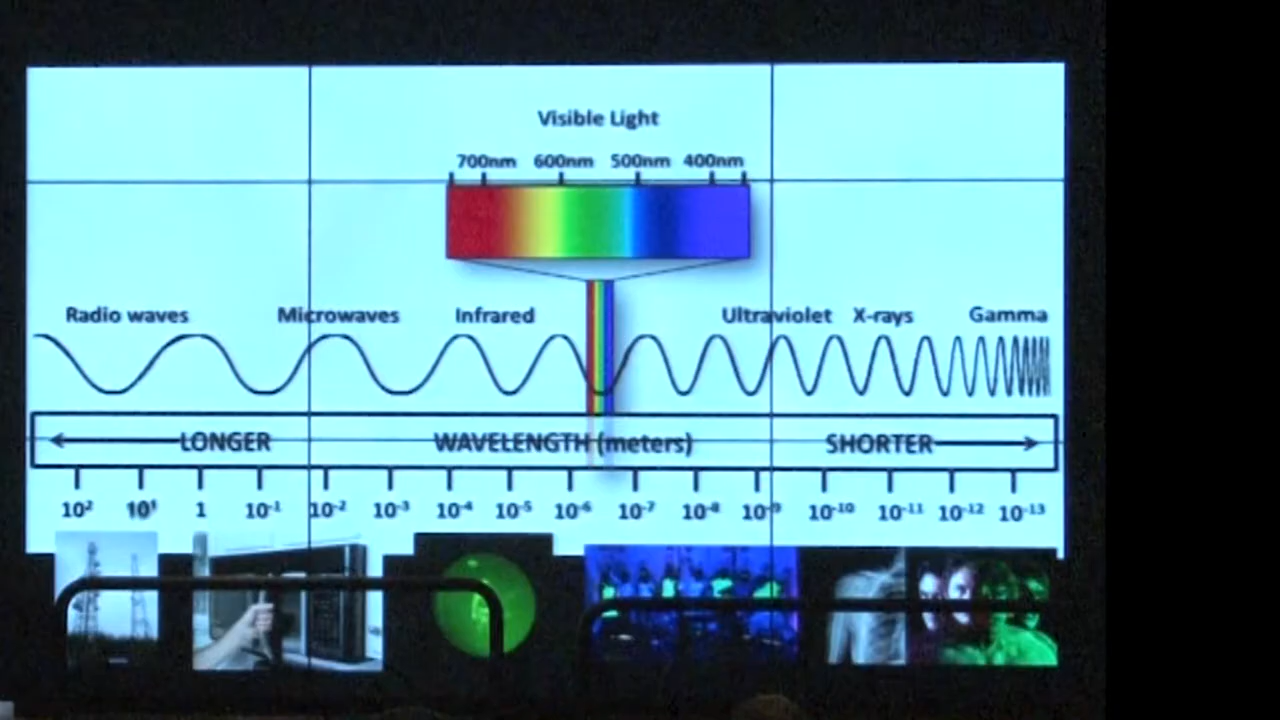 Visible Light
700nm 600nm 500nm 400nm
Radio waves Microwaves Infrared Ultraviolet X-rays Gamma
LONGER WAVELENGTH (meters) SHORTER
10² 10¹ 1 10⁻¹ 10⁻² 10⁻³ 10⁻⁴ 10⁻⁵ 10⁻⁶ 10⁻⁷ 10⁻⁸ 10⁻⁹ 10⁻¹⁰ 10⁻¹¹ 10⁻¹² 10⁻¹³